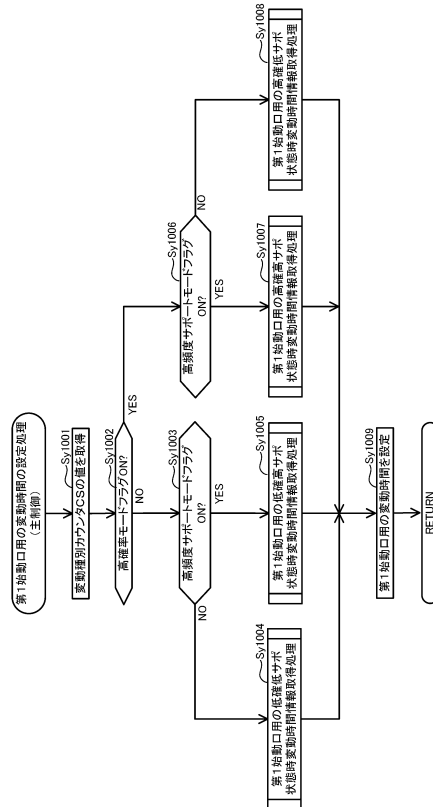 第1始動口用の変動時間の設定処理
（主制御）
Sy1001
変動種別カウンタCSの値を取得
Sy1002
高確率モードフラグON?
YES
NO
Sy1003
高頻度サポートモードフラグ
ON?
NO
YES
Sy1006
高頻度サポートモードフラグ
ON?
NO
YES
Sy1004
第1始動口用の低確低サポ
状態時変動時間情報取得処理
Sy1005
第1始動口用の低確高サポ
状態時変動時間情報取得処理
Sy1007
第1始動口用の高確高サポ
状態時変動時間情報取得処理
Sy1008
第1始動口用の高確低サポ
状態時変動時間情報取得処理
Sy1009
第1始動口用の変動時間を設定
RETURN